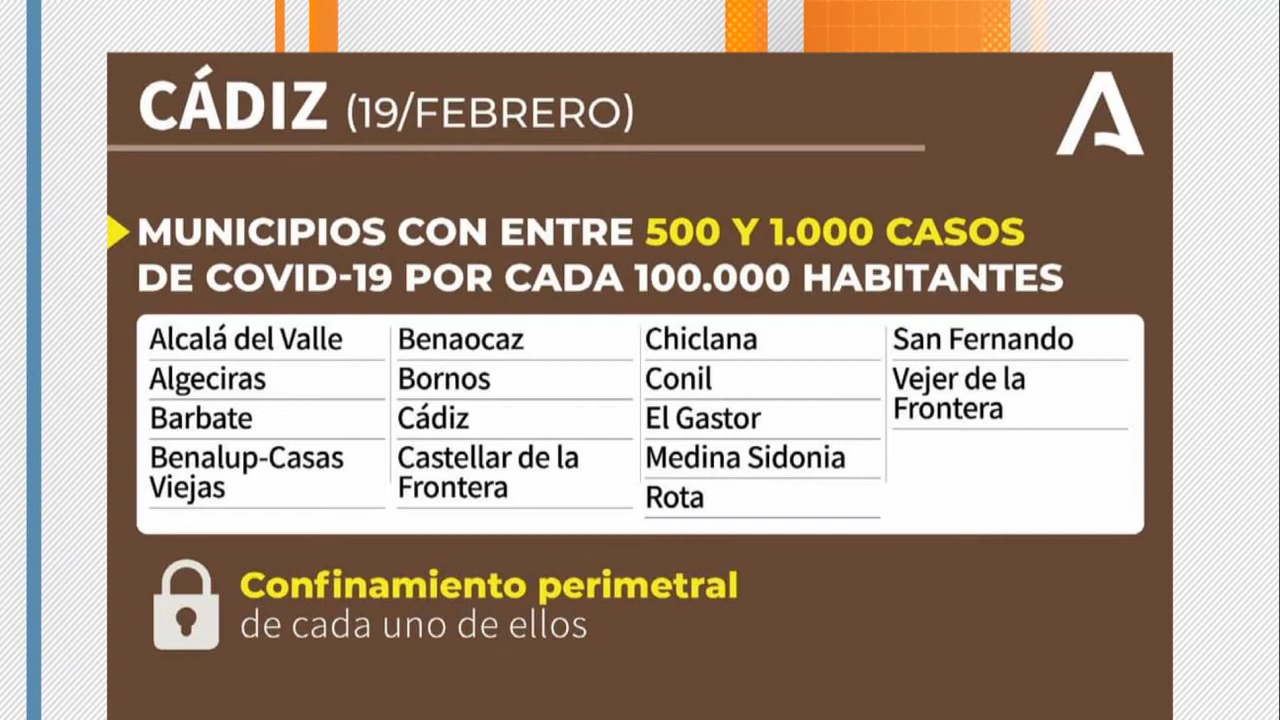 CÁDIZ (19/FEBRERO)
MUNICIPIOS CON ENTRE 500 Y 1.000 CASOS
DE COVID-19 POR CADA 100.000 HABITANTES
Alcalá del Valle
Algeciras
Barbate
Benalup-Casas
Viejas
Benaocaz
Bornos
Cádiz
Castellar de la
Frontera
Chiclana
Conil
El Gastor
Medina Sidonia
Rota
San Fernando
Vejer de la
Frontera
Confinamiento perimetral
de cada uno de ellos